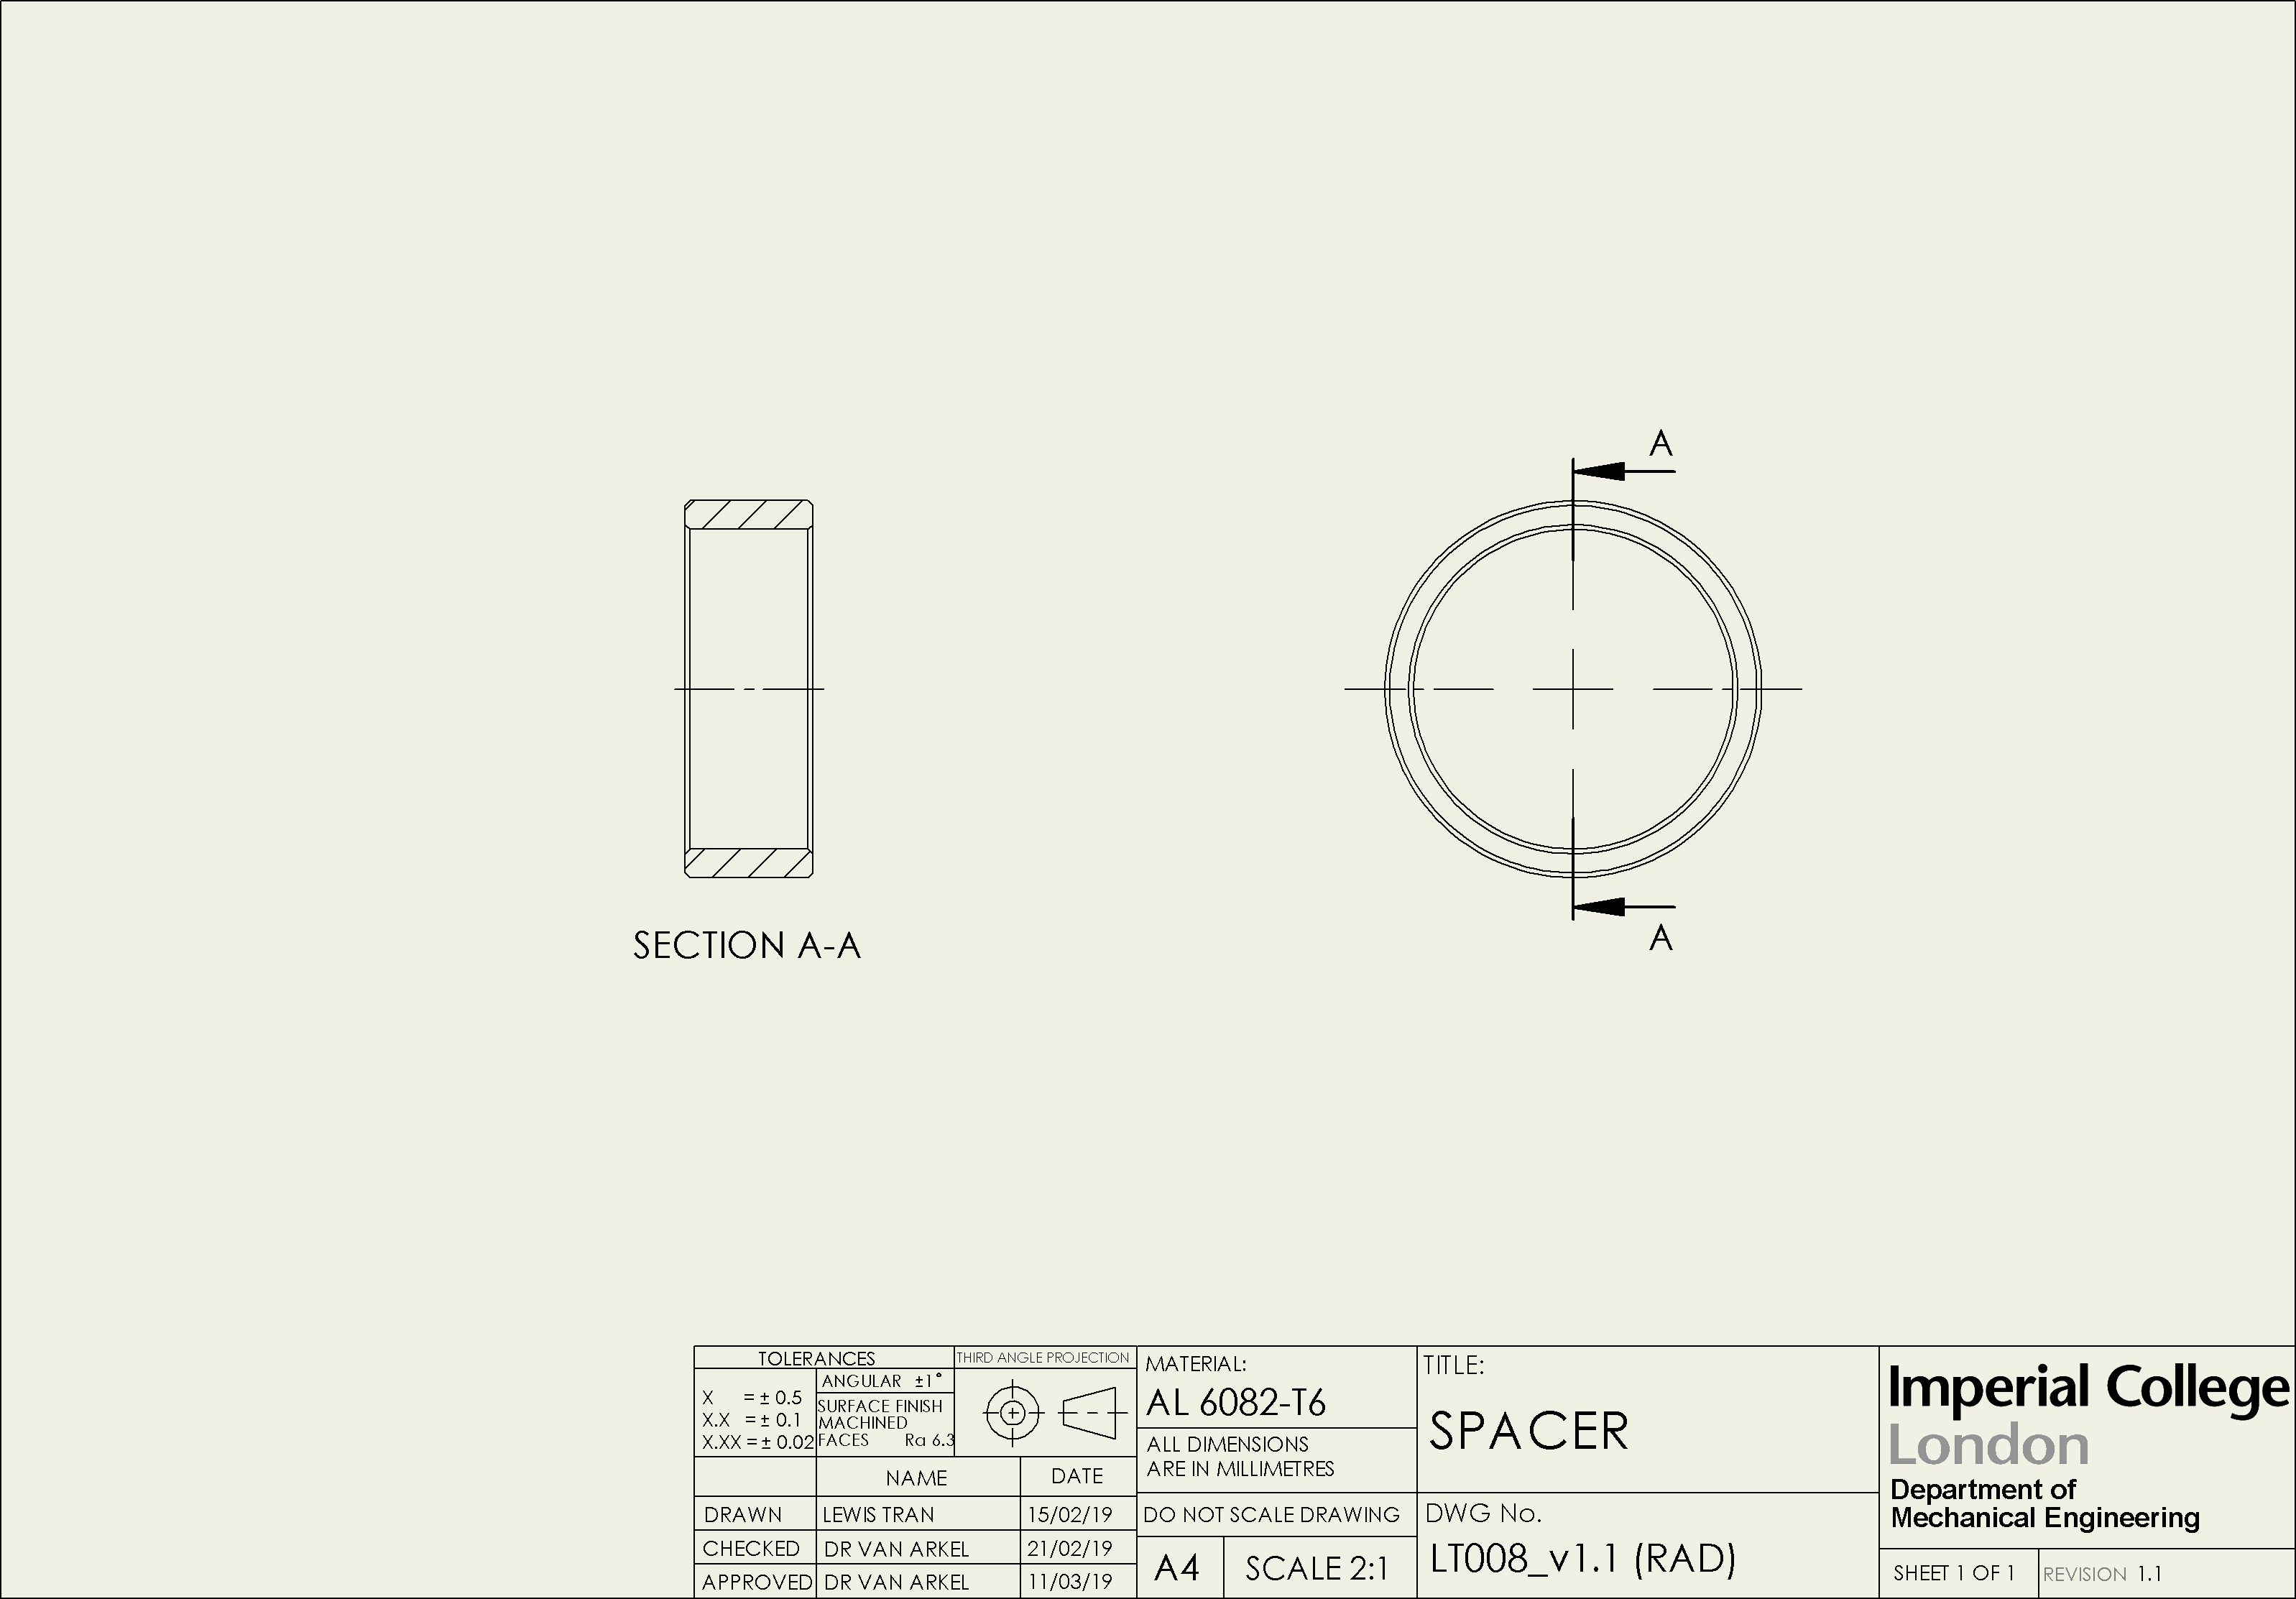 A
A
SECTION A-A
TOLERANCES
X = ± 0.5
X.X = ± 0.1
X.XX = ± 0.02
ANGULAR ±1°
SURFACE FINISH
MACHINED
FACES Ra 6.3
THIRD ANGLE PROJECTION
NAME DATE
DRAWN LEWIS TRAN 15/02/19
CHECKED DR VAN ARKEL 21/02/19
APPROVED DR VAN ARKEL 11/03/19
MATERIAL:
AL 6082-T6
ALL DIMENSIONS
ARE IN MILLIMETRES
DO NOT SCALE DRAWING
A4 SCALE 2:1
TITLE:
SPACER
DWG No.
LT008_v1.1 (RAD)
Imperial College
London
Department of
Mechanical Engineering
SHEET 1 OF 1 REVISION 1.1